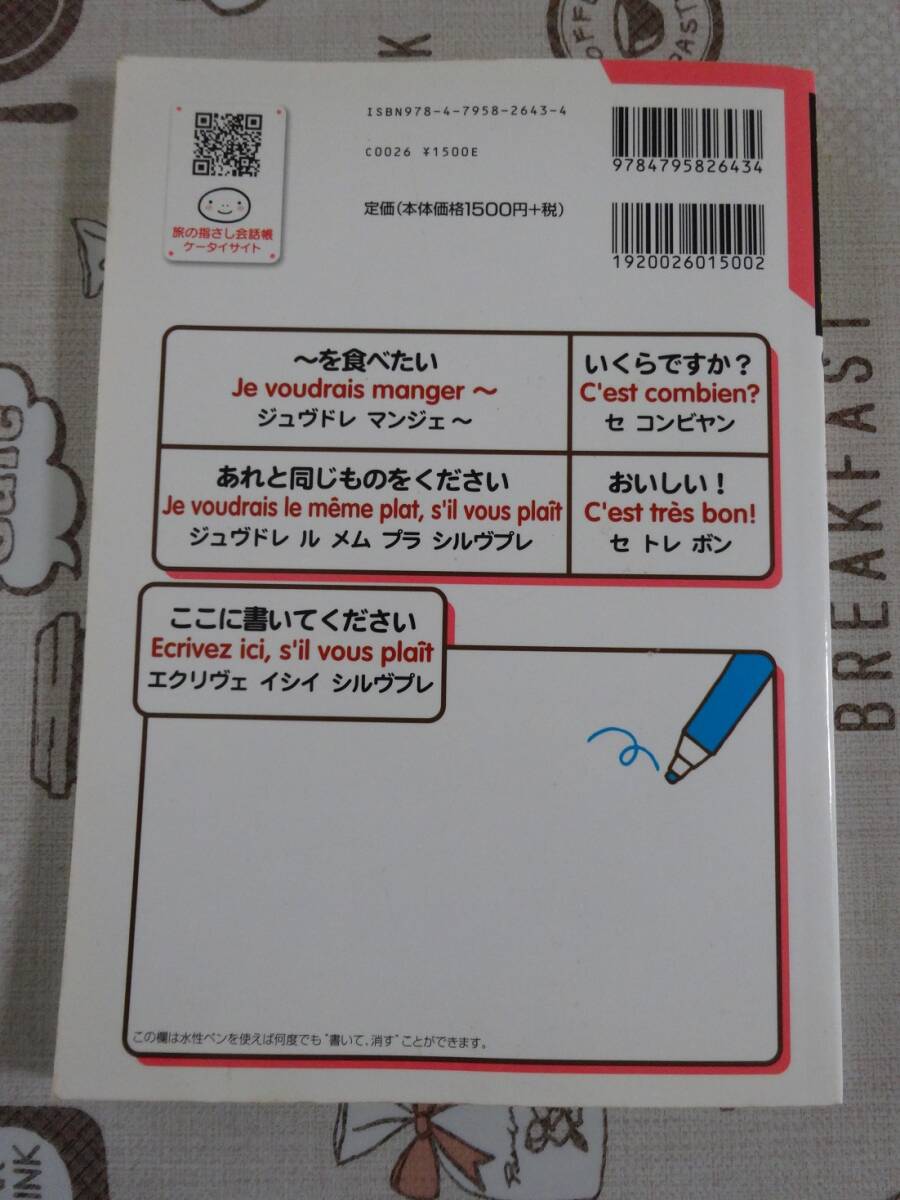 ISBN978-4-7958-2643-4
C0026 ¥1500E
定価(本体価格1500円+税)
9784795826434
1920026015002
旅の指さし会話帳
ケータイサイト
～を食べたい
Je voudrais manger ～
ジュヴドレ マンジェ～
いくらですか？
C'est combien?
セ コンビヤン
あれと同じものをください
Je voudrais le même plat, s'il vous plaît
ジュヴドレ ル メム プラ シルヴプレ
おいしい！
C'est très bon!
セ トレ ボン
ここに書いてください
Ecrivez ici, s'il vous plaît
エクリヴェ イシイ シルヴプレ
この欄は水性ペンを使えば何度でも"書いて、消す"ことができます。
BREAKFAST
INK